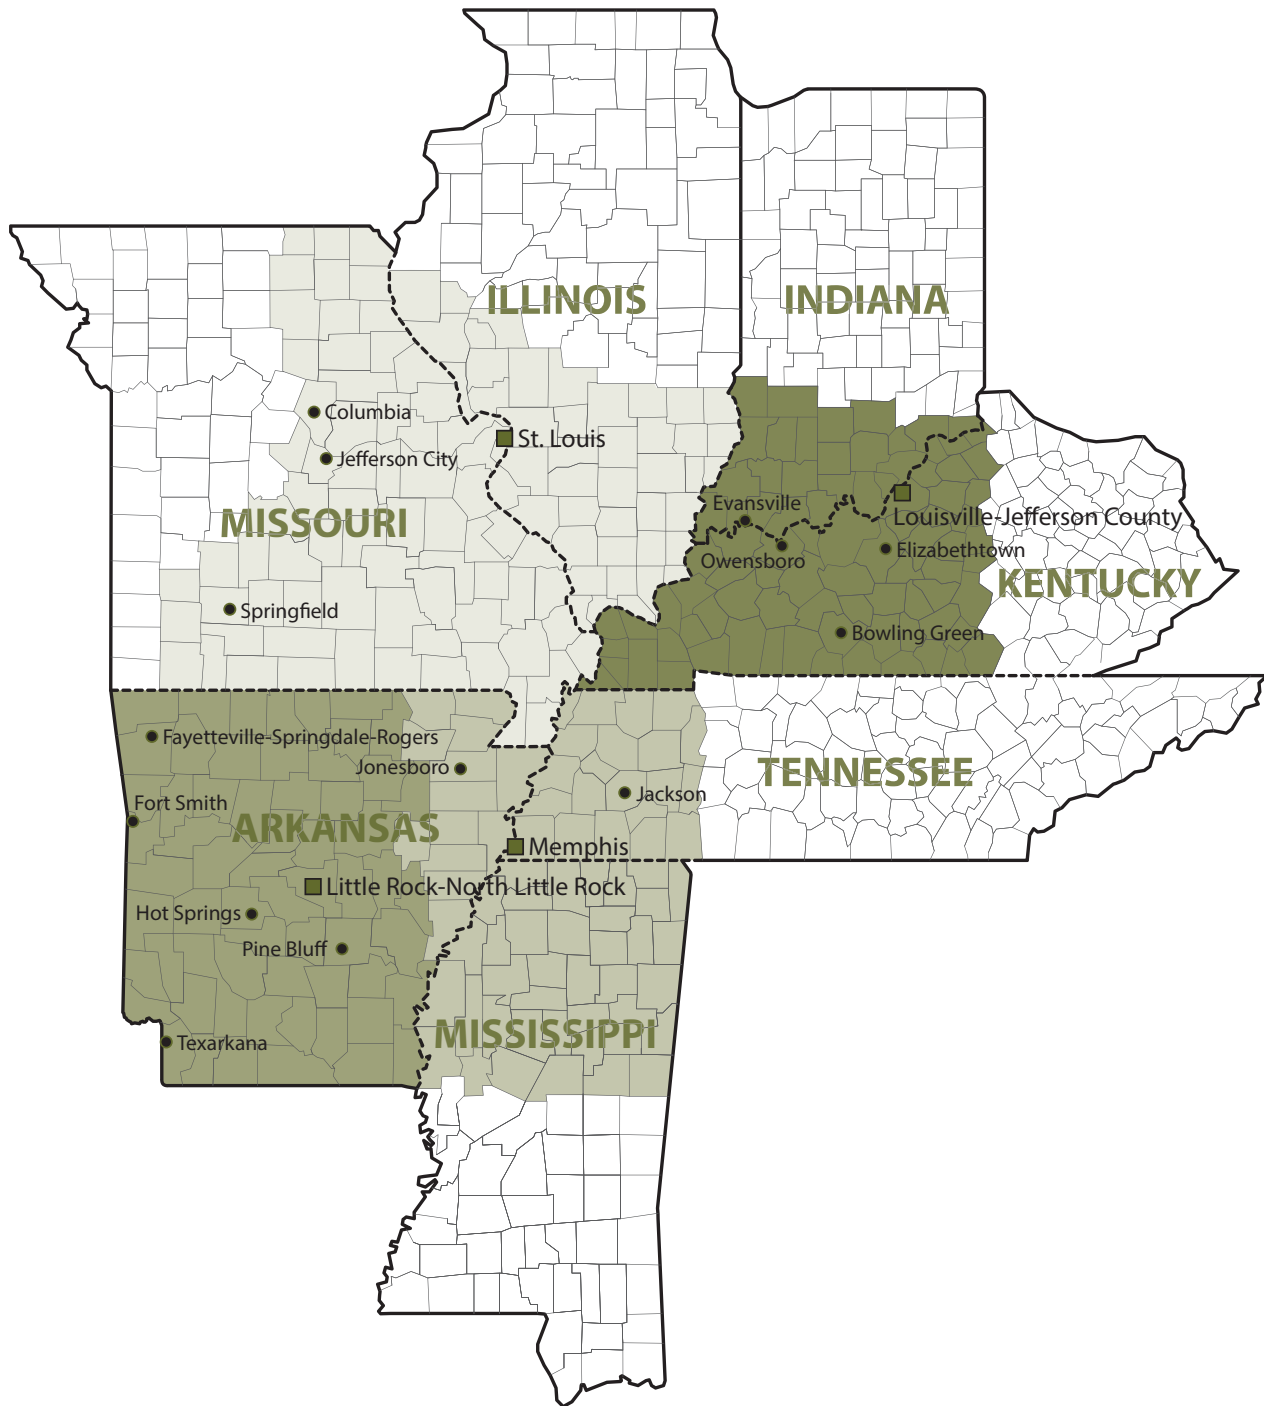 ILLINOIS
INDIANA
Columbia
St. Louis
Jefferson City
Evansville
Louisville-Jefferson County
MISSOURI
Elizabethtown
Owensboro
KENTUCKY
Springfield
Bowling Green
Fayetteville-Springdale-Rogers
Jonesboro
TENNESSEE
Jackson
Fort Smith
ARKANSAS
Memphis
Little Rock-North Little Rock
Hot Springs
Pine Bluff
MISSISSIPPI
Texarkana